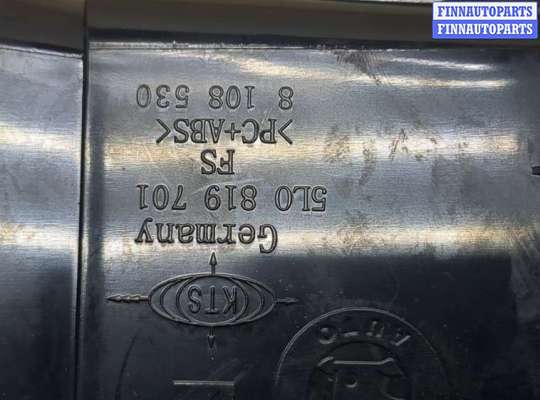 FINNAUTOPARTS
FINNAUTOPARTS
KTS
Germany
5L0 819 701
FS
>PC+ABS<
8 108 530